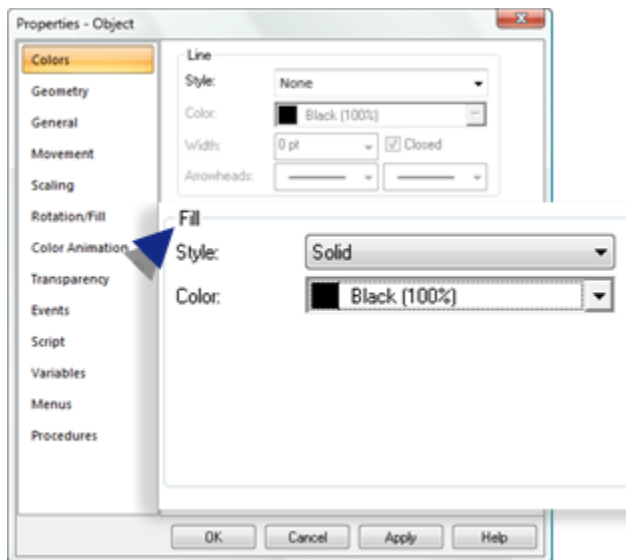 Properties - Object
Colors
Geometry
General
Movement
Scaling
Rotation/Fill
Color Animation
Transparency
Events
Script
Variables
Menus
Procedures
Line
Style: None
Color: Black (100%)
Width: 0 pt Closed
Arrowheads:
Fill
Style: Solid
Color: Black (100%)
OK Cancel Apply Help